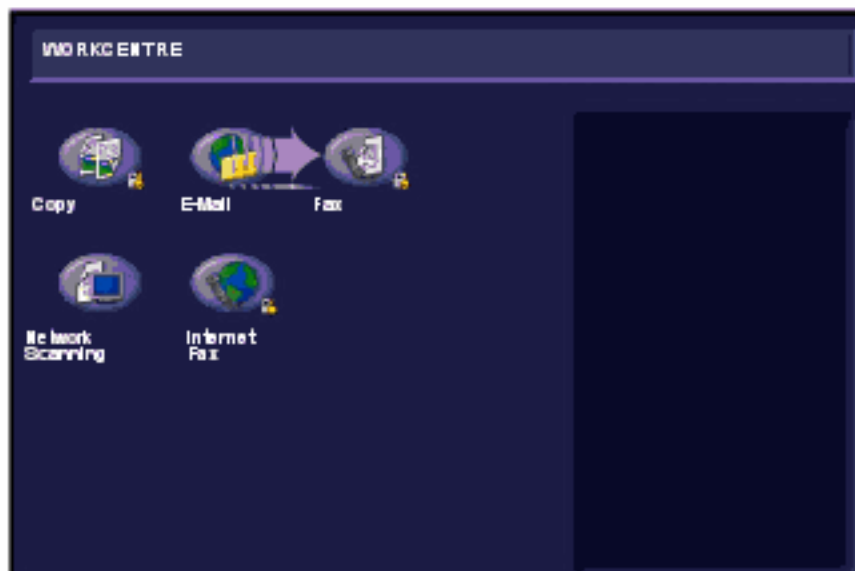 WORKCENTRE
Copy
E-Mail
Fax
Network
Scanning
Internet
Fax